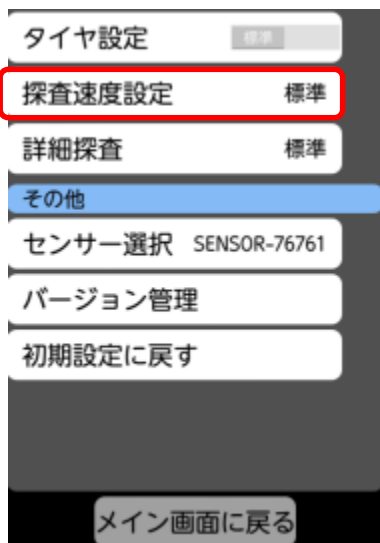 タイヤ設定 標準
探査速度設定 標準
詳細探査 標準
その他
センサー選択 SENSOR-76761
バージョン管理
初期設定に戻す
メイン画面に戻る